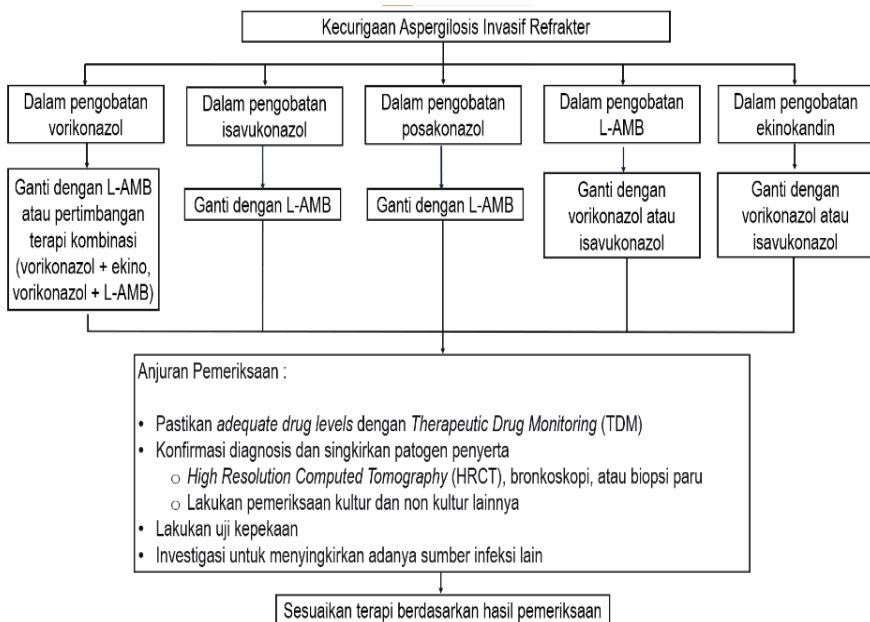 Kecurigaan Aspergilosis Invasif Refrakter
Dalam pengobatan
vorikonazol
Dalam pengobatan
isavukonazol
Dalam pengobatan
posakonazol
Dalam pengobatan
L-AMB
Dalam pengobatan
ekinokandin
Ganti dengan L-AMB
atau pertimbangan
terapi kombinasi
(vorikonazol + ekino,
vorikonazol + L-AMB)
Ganti dengan L-AMB
Ganti dengan L-AMB
Ganti dengan
vorikonazol atau
isavukonazol
Ganti dengan
vorikonazol atau
isavukonazol
Anjuran Pemeriksaan :
• Pastikan adequate drug levels dengan Therapeutic Drug Monitoring (TDM)
• Konfirmasi diagnosis dan singkirkan patogen penyerta
o High Resolution Computed Tomography (HRCT), bronkoskopi, atau biopsi paru
o Lakukan pemeriksaan kultur dan non kultur lainnya
• Lakukan uji kepekaan
• Investigasi untuk menyingkirkan adanya sumber infeksi lain
Sesuaikan terapi berdasarkan hasil pemeriksaan